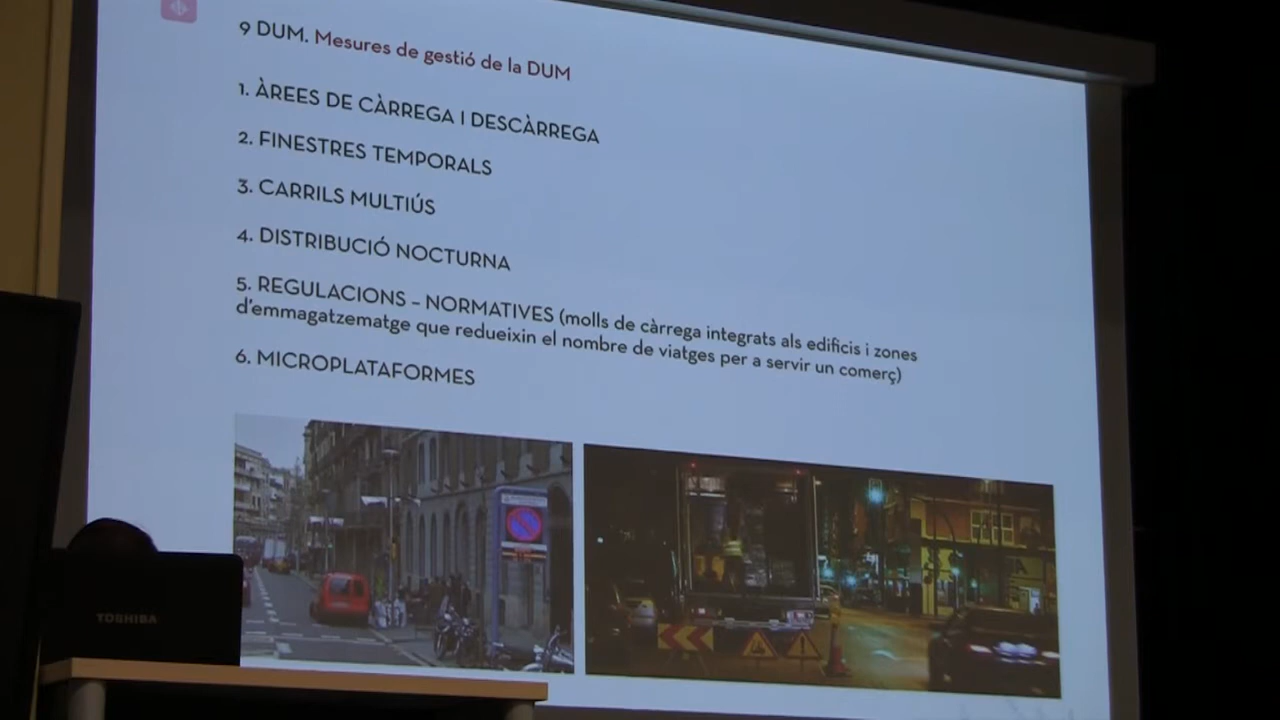 9 DUM. Mesures de gestió de la DUM
1. ÀREES DE CÀRREGA I DESCÀRREGA
2. FINESTRES TEMPORALS
3. CARRILS MULTIÚS
4. DISTRIBUCIÓ NOCTURNA
5. REGULACIONS – NORMATIVES (molls de càrrega integrats als edificis i zones
d'emmagatzematge que redueixin el nombre de viatges per a servir un comerç)
6. MICROPLATAFORMES
TOSHIBA